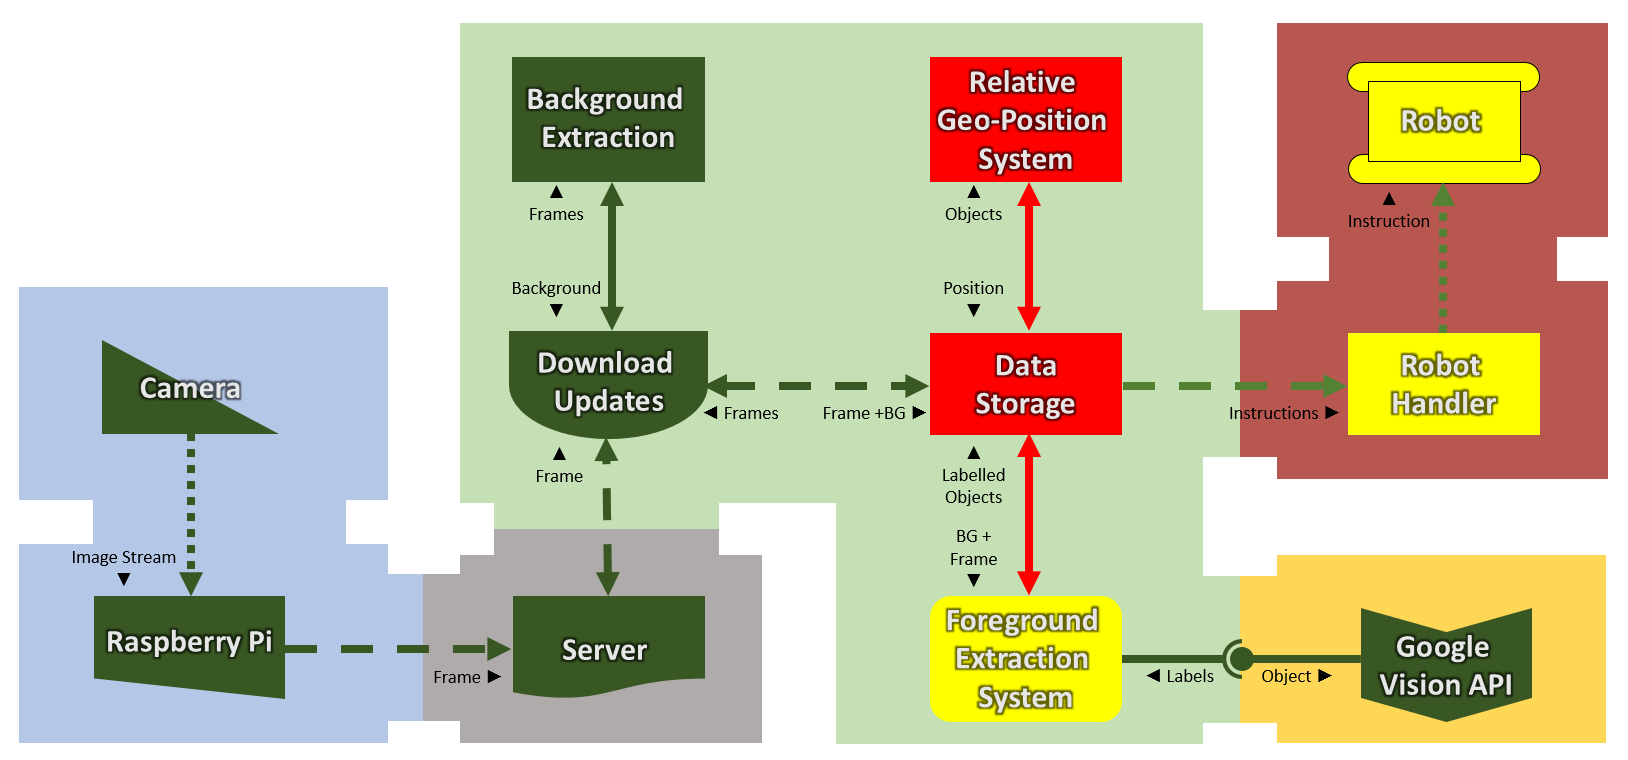 Background
Extraction
▲
Frames
Background
▼
Download
Updates
◄ Frames
▲
Frame
Relative
Geo-Position
System
▲
Objects
Position
▼
Data
Storage
Frame +BG ►
▲
Labelled
Objects
BG +
Frame
▼
Foreground
Extraction
System
Robot
▲
Instruction
Robot
Handler
Instructions ►
Camera
Image Stream
▼
Raspberry Pi
Frame ►
Server
◄ Labels
Object ►
Google
Vision API